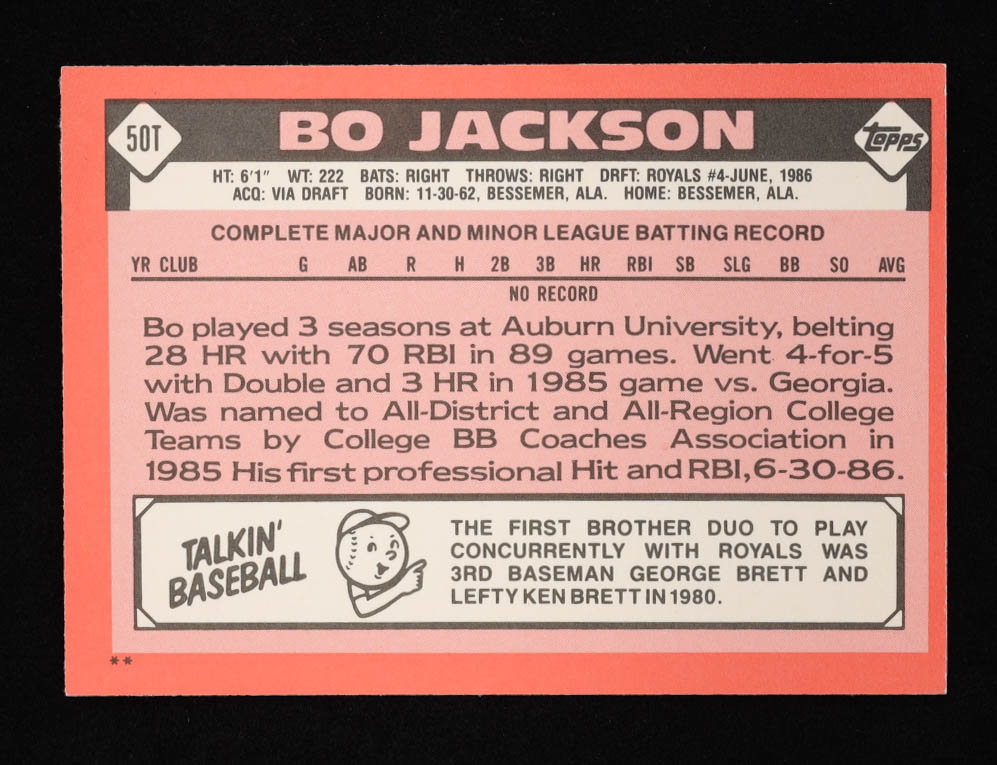 50T
BO JACKSON
topps
HT: 6'1" WT: 222 BATS: RIGHT THROWS: RIGHT DRFT: ROYALS #4-JUNE, 1986
ACQ: VIA DRAFT BORN: 11-30-62, BESSEMER, ALA. HOME: BESSEMER, ALA.
COMPLETE MAJOR AND MINOR LEAGUE BATTING RECORD
YR CLUB G AB R H 2B 3B HR RBI SB SLG BB SO AVG
NO RECORD
Bo played 3 seasons at Auburn University, belting
28 HR with 70 RBI in 89 games. Went 4-for-5
with Double and 3 HR in 1985 game vs. Georgia.
Was named to All-District and All-Region College
Teams by College BB Coaches Association in
1985 His first professional Hit and RBI, 6-30-86.
TALKIN'
BASEBALL
THE FIRST BROTHER DUO TO PLAY
CONCURRENTLY WITH ROYALS WAS
3RD BASEMAN GEORGE BRETT AND
LEFTY KEN BRETT IN 1980.
**